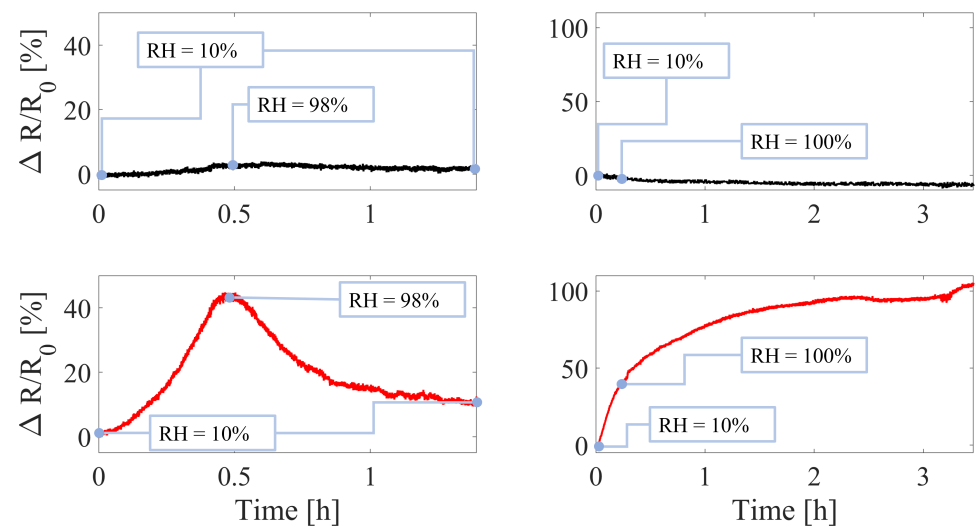 Δ R/R0 [%]
40
20
0
RH = 10%
RH = 98%
0
0.5
1
100
50
0
RH = 10%
RH = 100%
0
1
2
3
Δ R/R0 [%]
40
20
0
RH = 98%
RH = 10%
0
0.5
1
Time [h]
100
50
0
RH = 100%
RH = 10%
0
1
2
3
Time [h]